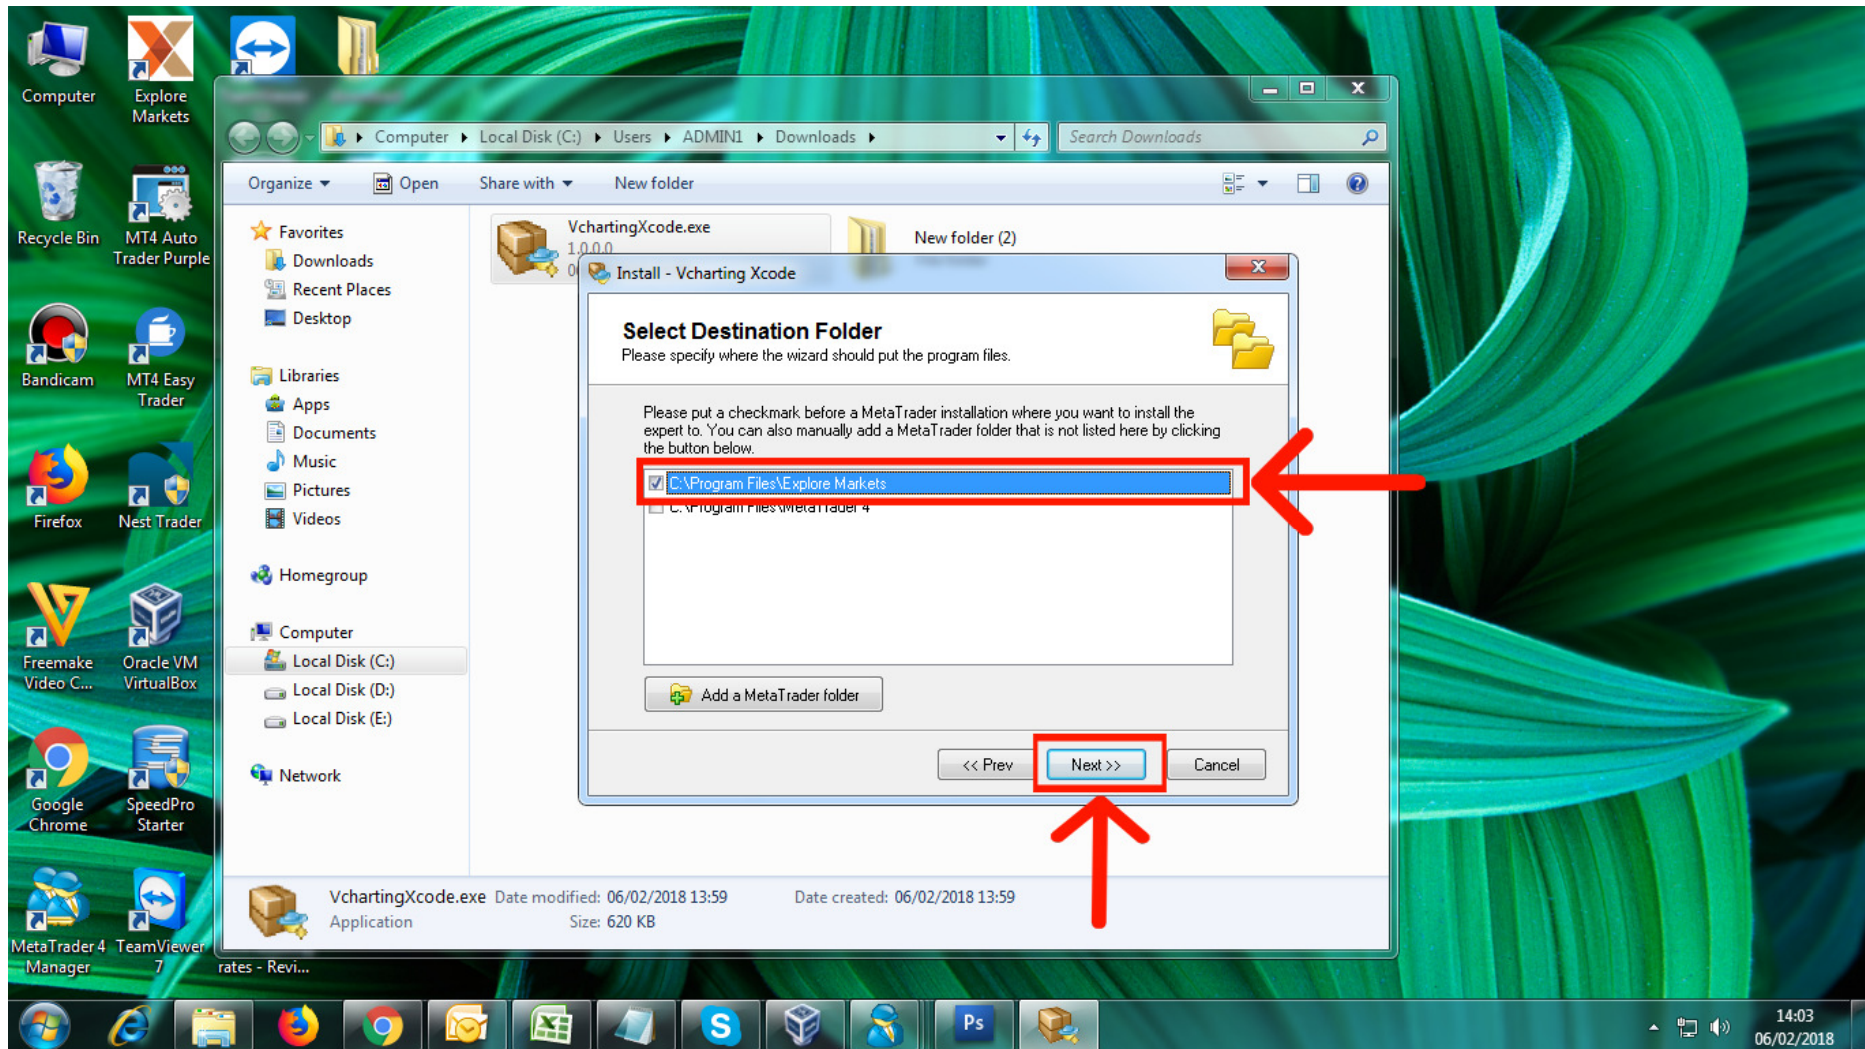 Computer
Explore
Markets
Recycle Bin
MT4 Auto
Trader Purple
Bandicam
MT4 Easy
Trader
Firefox
Nest Trader
Freemake
Video C...
Oracle VM
VirtualBox
Google
Chrome
SpeedPro
Starter
MetaTrader 4
Manager
TeamViewer
7
rates - Revi...
Computer Local Disk (C:) Users ADMIN1 Downloads
Search Downloads
Organize Open Share with New folder
Favorites
Downloads
Recent Places
Desktop
Libraries
Apps
Documents
Music
Pictures
Videos
Homegroup
Computer
Local Disk (C:)
Local Disk (D:)
Local Disk (E:)
Network
VchartingXcode.exe
1.0.0.0
New folder (2)
Install - Vcharting Xcode
Select Destination Folder
Please specify where the wizard should put the program files.
Please put a checkmark before a MetaTrader installation where you want to install the
expert to. You can also manually add a MetaTrader folder that is not listed here by clicking
the button below.
C:\Program Files\Explore Markets
C:\Program Files\MetaTrader 4
Add a MetaTrader folder
<< Prev Next >> Cancel
VchartingXcode.exe Date modified: 06/02/2018 13:59 Date created: 06/02/2018 13:59
Application Size: 620 KB
Ps
14:03
06/02/2018